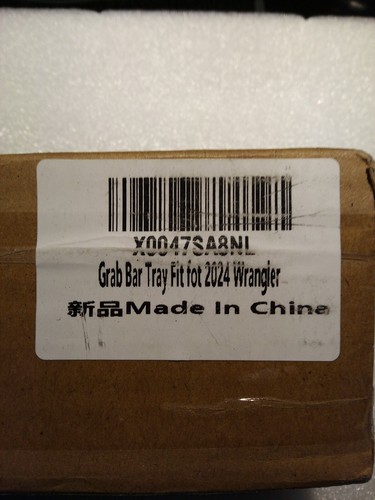 X0047SA8NL
Grab Bar Tray Fit fot 2024 Wrangler
新品Made In China